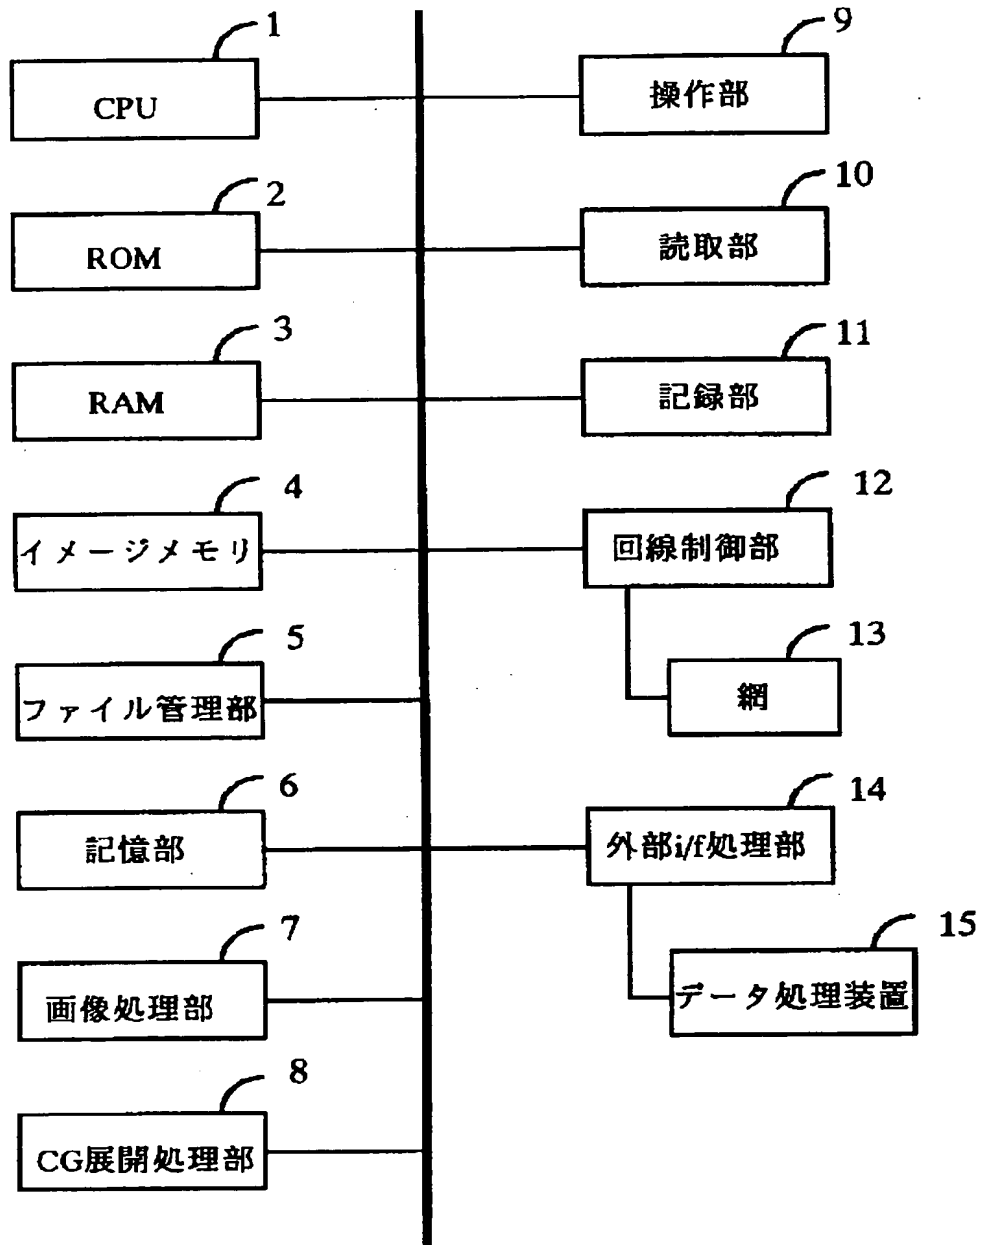 1
CPU
2
ROM
3
RAM
4
イメージメモリ
5
ファイル管理部
6
記憶部
7
画像処理部
8
CG展開処理部
9
操作部
10
読取部
11
記録部
12
回線制御部
13
網
14
外部i/f処理部
15
データ処理装置